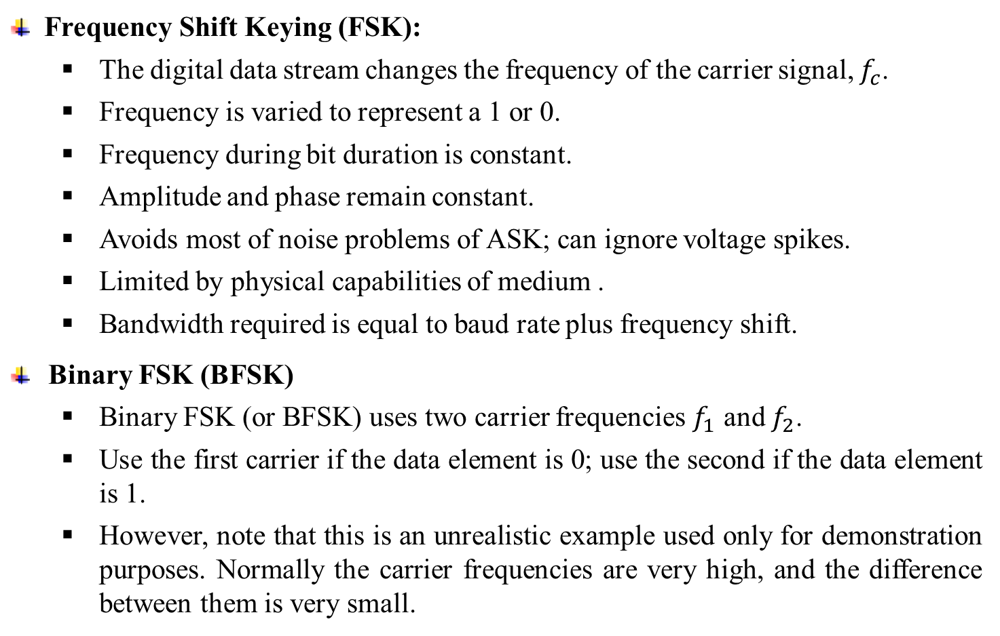 Frequency Shift Keying (FSK):
▪ The digital data stream changes the frequency of the carrier signal, f_c.
▪ Frequency is varied to represent a 1 or 0.
▪ Frequency during bit duration is constant.
▪ Amplitude and phase remain constant.
▪ Avoids most of noise problems of ASK; can ignore voltage spikes.
▪ Limited by physical capabilities of medium .
▪ Bandwidth required is equal to baud rate plus frequency shift.
Binary FSK (BFSK)
▪ Binary FSK (or BFSK) uses two carrier frequencies f_1 and f_2.
▪ Use the first carrier if the data element is 0; use the second if the data element
is 1.
▪ However, note that this is an unrealistic example used only for demonstration
purposes. Normally the carrier frequencies are very high, and the difference
between them is very small.